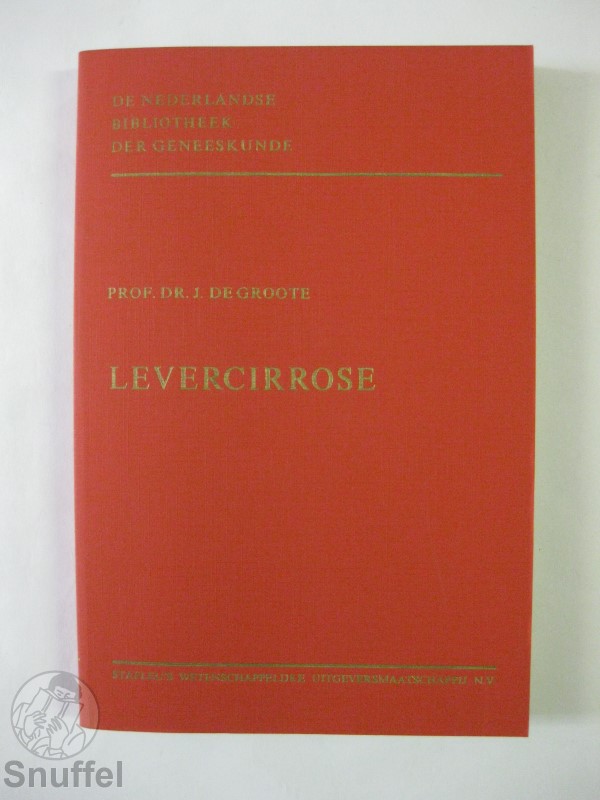 DE NEDERLANDSE
BIBLIOTHEEK
DER GENEESKUNDE
PROF. DR. J. DE GROOTE
LEVERCIRROSE
STAFLEU'S WETENSCHAPPELIJKE UITGEVERSMAATSCHAPPIJ N.V.
Snuffel